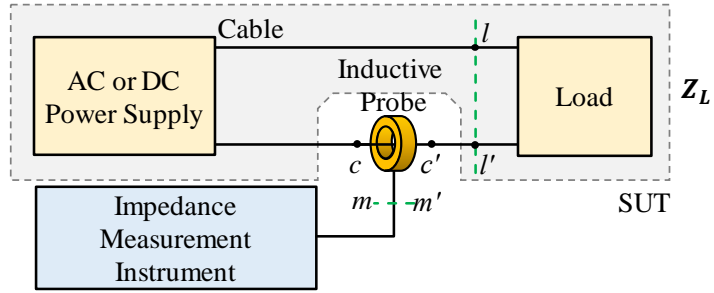 Cable
l
AC or DC
Power Supply
Inductive
Probe
Load
Z_L
c
c'
l'
SUT
m
m'
Impedance
Measurement
Instrument